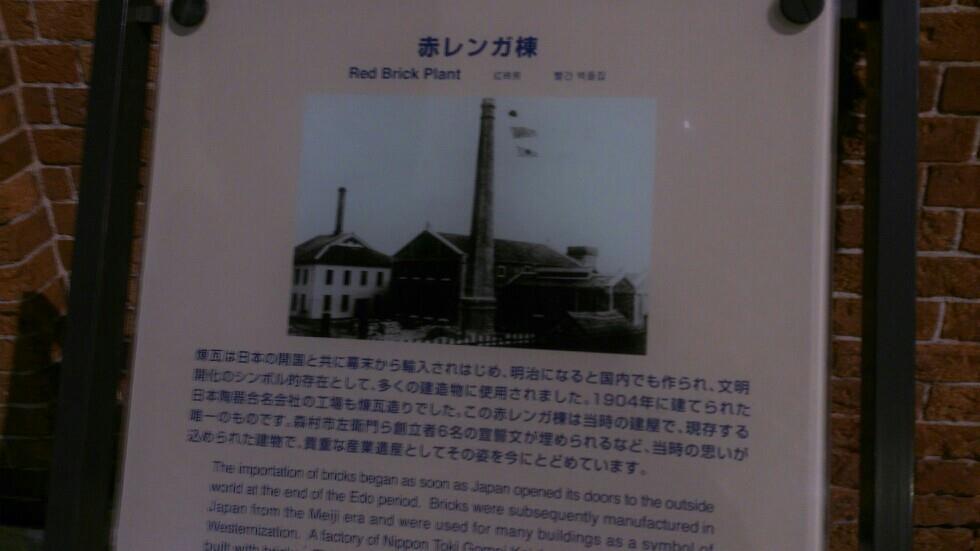 赤レンガ棟
Red Brick Plant 빨간 벽돌집
煉瓦は日本の開国と共に幕末から輸入されはじめ、明治になると国内でも作られ、文明
開化のシンボル的存在として、多くの建造物に使用されました。1904年に建てられた
日本陶器合名会社の工場も煉瓦造りでした。この赤レンガ棟は当時の建屋で、現存する
唯一のものです。森村市左衛門ら創立者6名の宣誓文が埋められるなど、当時の思いが
込められた建物で、貴重な産業遺産としてその姿を今にとどめています。
The importation of bricks began as soon as Japan opened its doors to the outside
world at the end of the Edo period. Bricks were subsequently manufactured in
Japan from the Meiji era and were used for many buildings as a symbol of
Westernization. A factory of Nippon Toki Gomei
built with